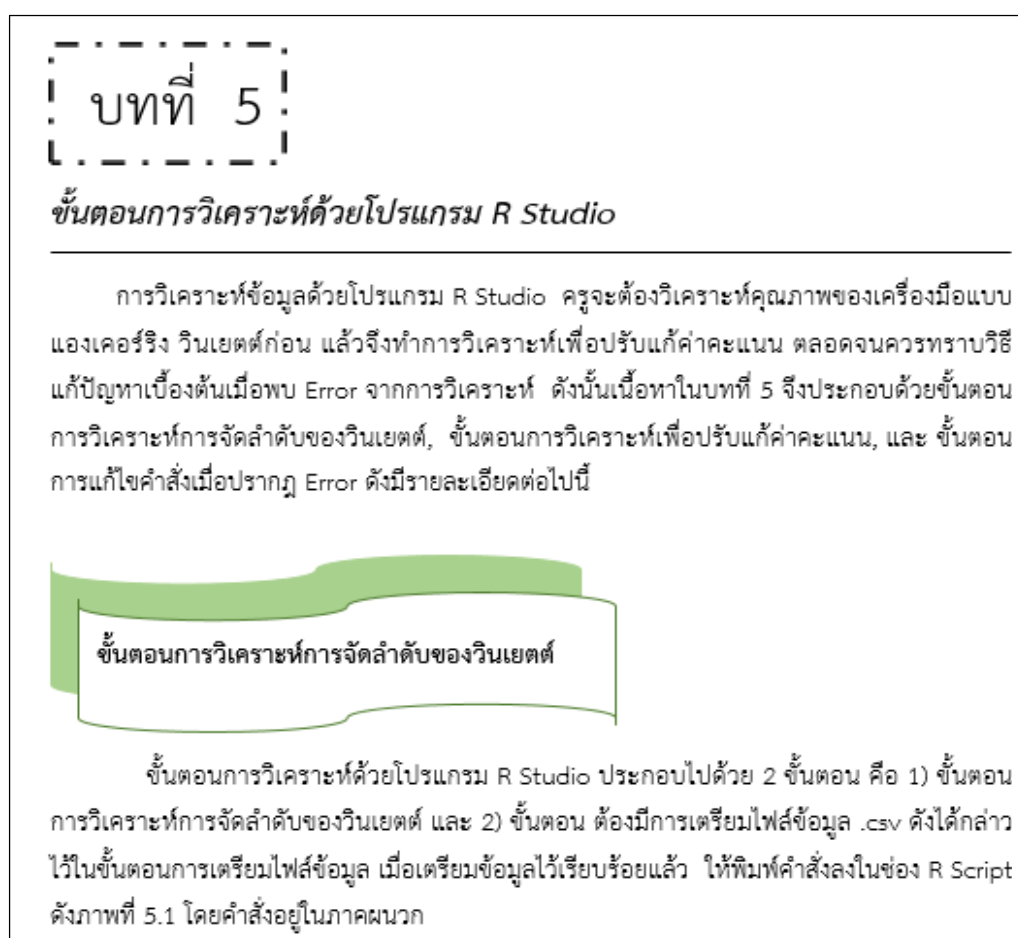 บทที่ 5
ขั้นตอนการวิเคราะห์ด้วยโปรแกรม R Studio
การวิเคราะห์ข้อมูลด้วยโปรแกรม R Studio ครูจะต้องวิเคราะห์คุณภาพของเครื่องมือแบบ
แองเคอร์ริง วินเยตต์ก่อน แล้วจึงทำการวิเคราะห์เพื่อปรับแก้ค่าคะแนน ตลอดจนควรทราบวิธี
แก้ปัญหาเบื้องต้นเมื่อพบ Error จากการวิเคราะห์ ดังนั้นเนื้อหาในบทที่ 5 จึงประกอบด้วยขั้นตอน
การวิเคราะห์การจัดลำดับของวินเยตต์, ขั้นตอนการวิเคราะห์เพื่อปรับแก้ค่าคะแนน, และ ขั้นตอน
การแก้ไขคำสั่งเมื่อปรากฏ Error ดังมีรายละเอียดต่อไปนี้
ขั้นตอนการวิเคราะห์การจัดลำดับของวินเยตต์
ขั้นตอนการวิเคราะห์ด้วยโปรแกรม R Studio ประกอบไปด้วย 2 ขั้นตอน คือ 1) ขั้นตอน
การวิเคราะห์การจัดลำดับของวินเยตต์ และ 2) ขั้นตอน ต้องมีการเตรียมไฟล์ข้อมูล .csv ดังได้กล่าว
ไว้ในขั้นตอนการเตรียมไฟล์ข้อมูล เมื่อเตรียมข้อมูลไว้เรียบร้อยแล้ว ให้พิมพ์คำสั่งลงในช่อง R Script
ดังภาพที่ 5.1 โดยคำสั่งอยู่ในภาคผนวก